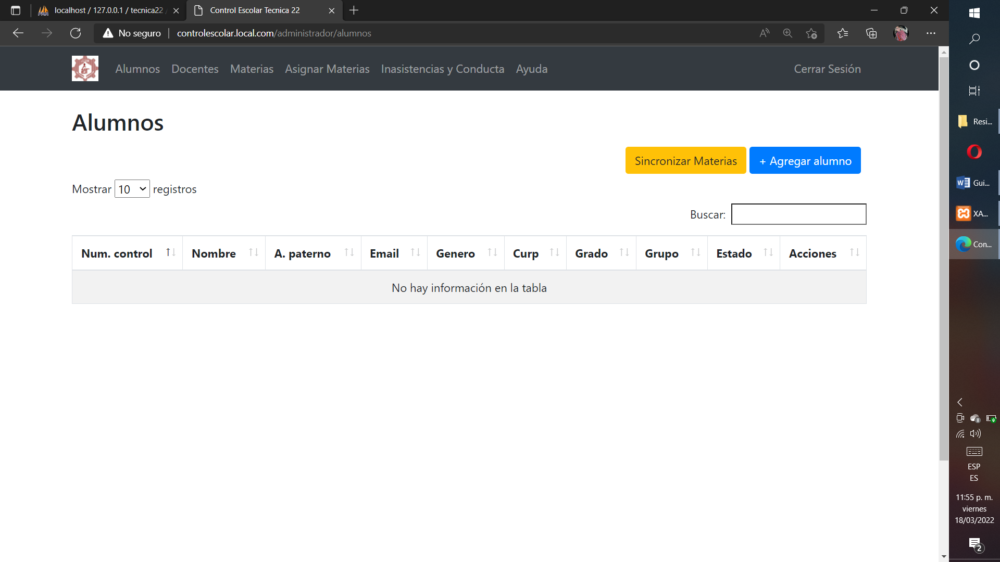 localhost / 127.0.0.1 / tecnica22 /
Control Escolar Tecnica 22
No seguro
controlescolar.local.com/administrador/alumnos
Alumnos Docentes Materias Asignar Materias Inasistencias y Conducta Ayuda Cerrar Sesión
Alumnos
Sincronizar Materias + Agregar alumno
Mostrar 10 registros
Buscar:
Num. control Nombre A. paterno Email Genero Curp Grado Grupo Estado Acciones
No hay información en la tabla
Resi...
Gui...
XA...
Con...
ESP
ES
11:55 p. m.
viernes
18/03/2022
2